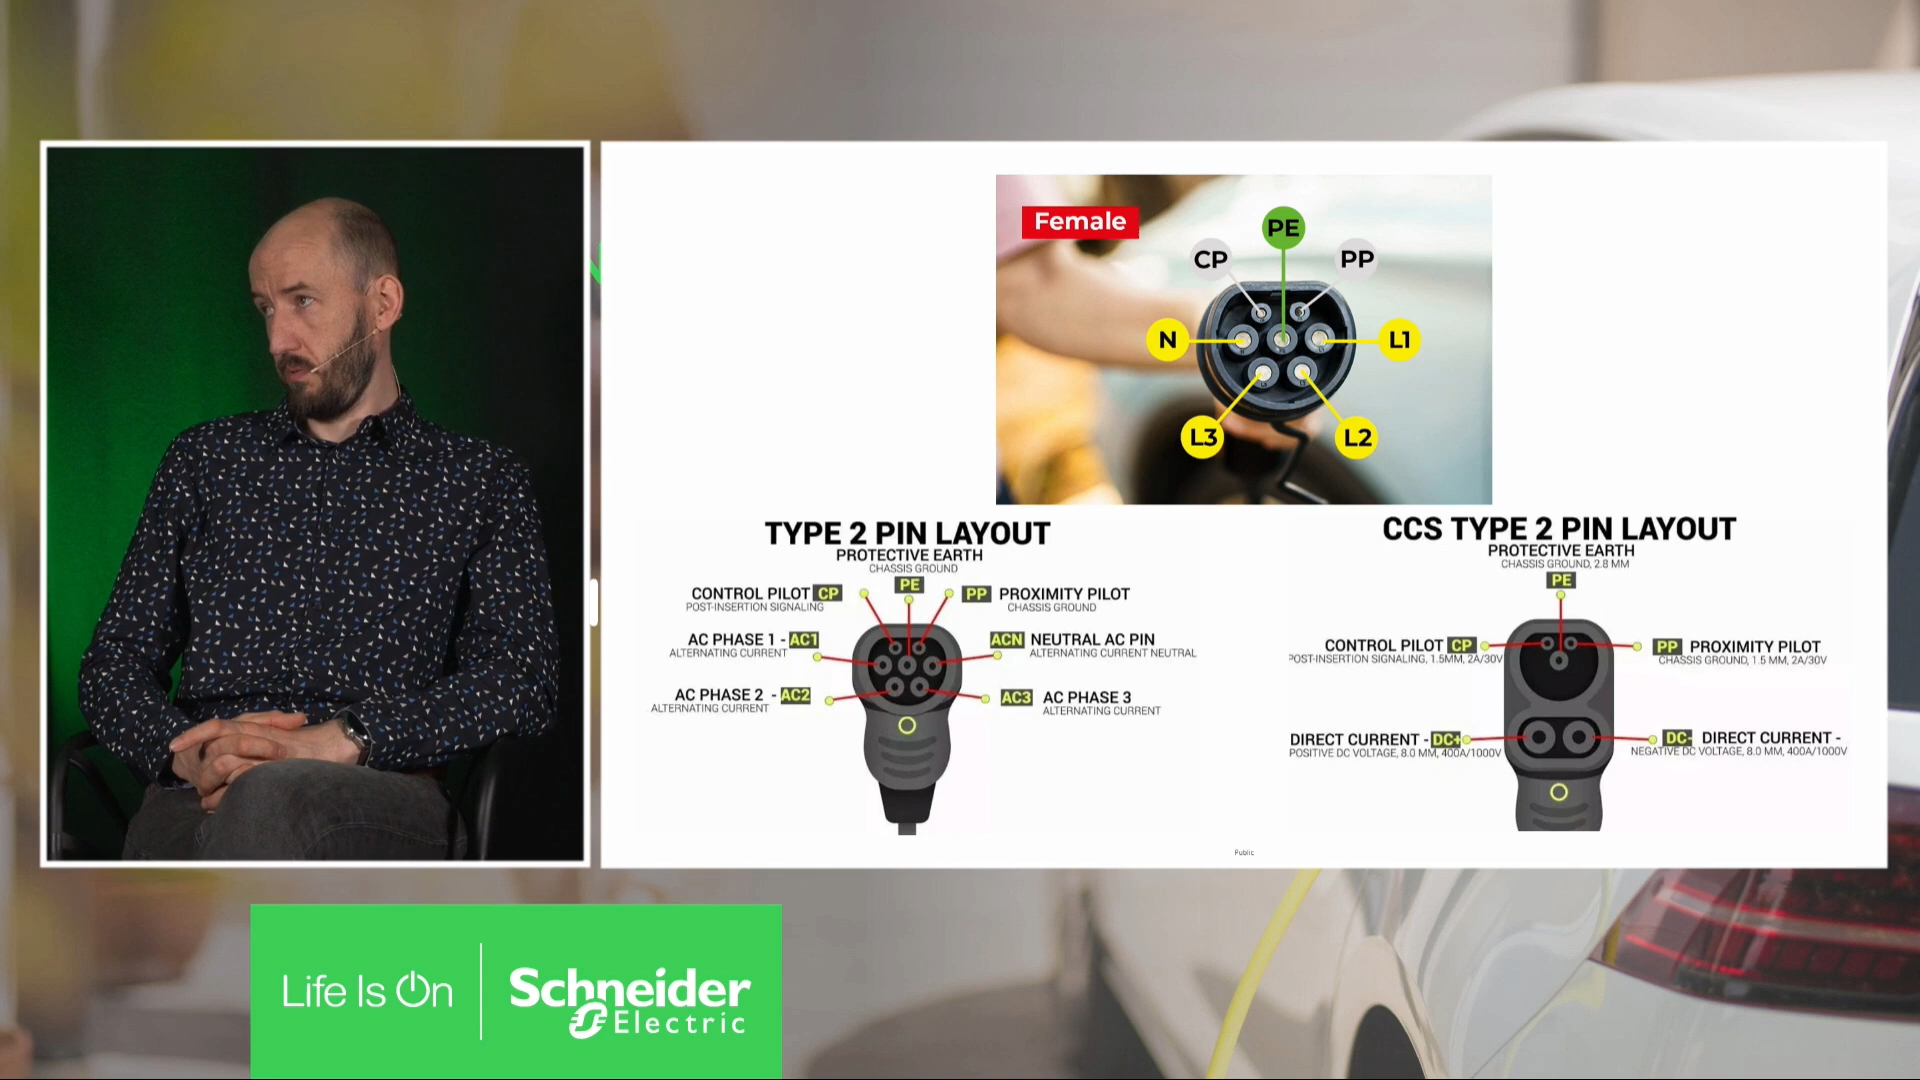 Female
PE
CP
PP
N
L1
L3
L2
TYPE 2 PIN LAYOUT
PROTECTIVE EARTH
CHASSIS GROUND
PE
CONTROL PILOT CP
POST-INSERTION SIGNALING
PP PROXIMITY PILOT
CHASSIS GROUND
AC PHASE 1 - AC1
ALTERNATING CURRENT
ACN NEUTRAL AC PIN
ALTERNATING CURRENT NEUTRAL
AC PHASE 2 - AC2
ALTERNATING CURRENT
AC3 AC PHASE 3
ALTERNATING CURRENT
CCS TYPE 2 PIN LAYOUT
PROTECTIVE EARTH
CHASSIS GROUND, 2.8 MM
PE
CONTROL PILOT CP
POST-INSERTION SIGNALING, 1.5MM, 2A/30V
PP PROXIMITY PILOT
CHASSIS GROUND, 1.5 MM, 2A/30V
DIRECT CURRENT - DC+
POSITIVE DC VOLTAGE, 8.0 MM, 400A/1000V
DC- DIRECT CURRENT -
NEGATIVE DC VOLTAGE, 8.0 MM, 400A/1000V
Public
Life Is On
Schneider
Electric